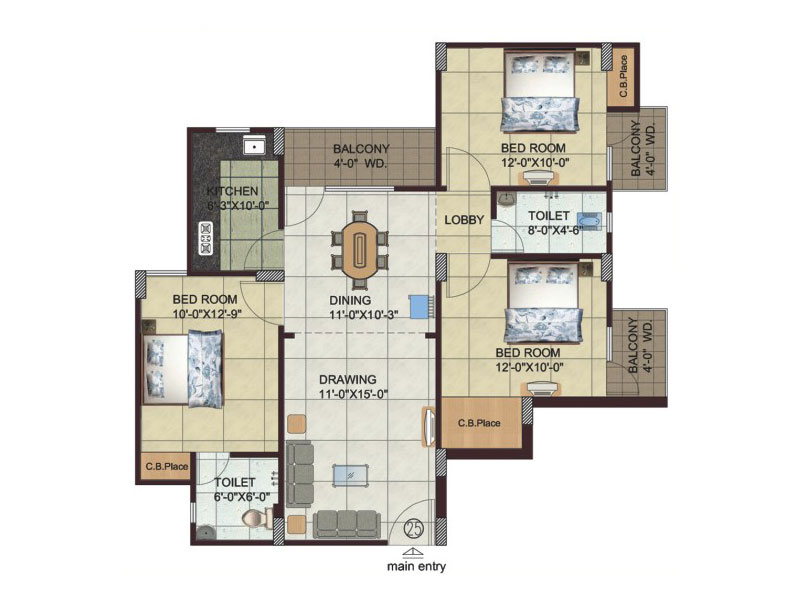 C.B.Place
BALCONY
4'-0" WD.
BED ROOM
12'-0"X10'-0"
BALCONY
4'-0" WD.
KITCHEN
6'-3"X10'-0"
LOBBY
TOILET
8'-0"X4'-6"
BED ROOM
10'-0"X12'-9"
DINING
11'-0"X10'-3"
BED ROOM
12'-0"X10'-0"
BALCONY
4'-0" WD.
DRAWING
11'-0"X15'-0"
C.B.Place
C.B.Place
TOILET
6'-0"X6'-0"
25
main entry